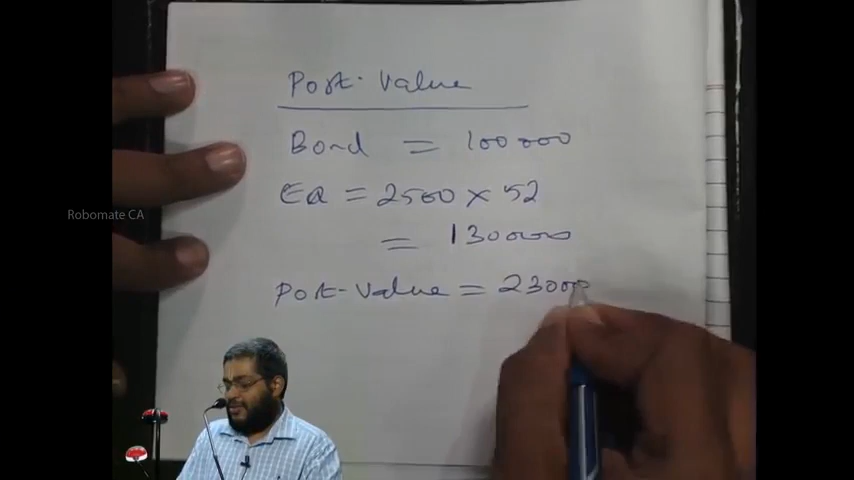 Port. Value
Bond = 100000
EQ = 2500 x 52
= 130000
Port-Value = 23000
Robomate CA